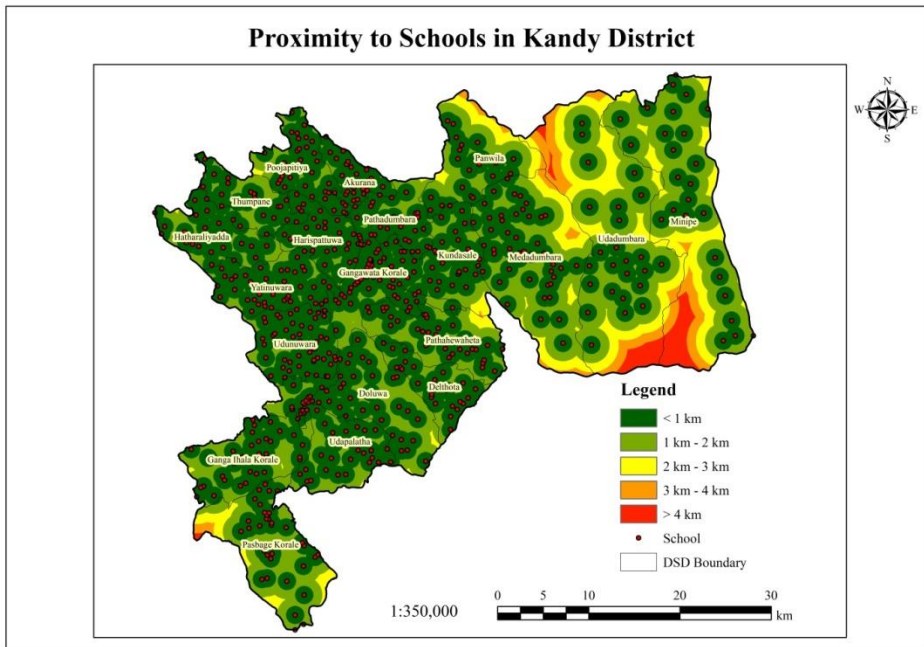 Proximity to Schools in Kandy District
N
W
E
S
Panwila
Poojapitiya
Akurana
Thumpane
Pathadumbara
Minipe
Hatharaliyadda
Harispattuwa
Udadumbara
Kundasale
Medadumbara
Gangawata Korale
Yatinuwara
Udunuwara
Pathahewaheta
Delthota
Doluwa
Udapalatha
Ganga Ihala Korale
Pasbage Korale
Legend
< 1 km
1 km - 2 km
2 km - 3 km
3 km - 4 km
> 4 km
School
DSD Boundary
1:350,000
0 5 10 20 30
km